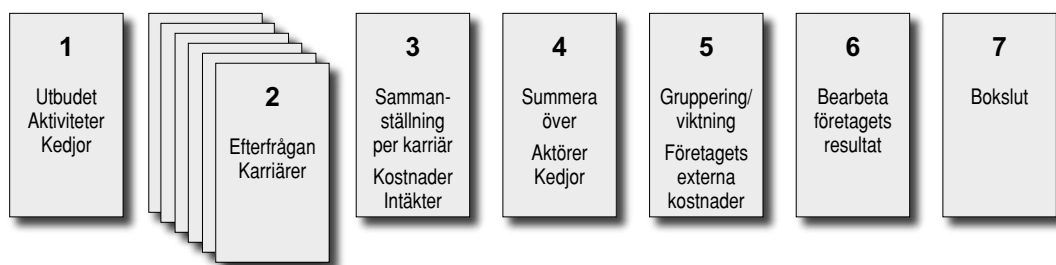 1
Utbudet
Aktiviteter
Kedjor
2
Efterfrågan
Karriärer
3
Samman-
ställning
per karriär
Kostnader
Intäkter
4
Summera
över
Aktörer
Kedjor
5
Gruppering/
viktning
Företagets
externa
kostnader
6
Bearbeta
företagets
resultat
7
Bokslut